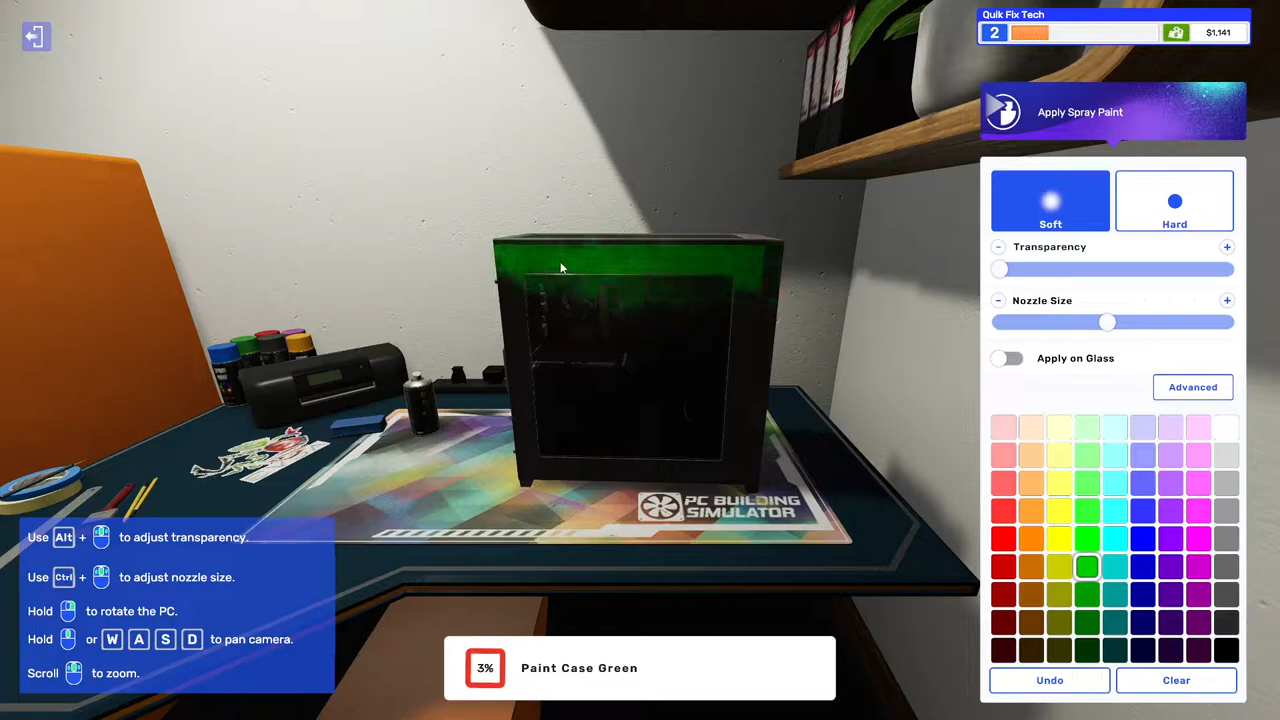 Quik Fix Tech
2
$1.141
Apply Spray Paint
Soft
Hard
Transparency
Nozzle Size
Apply on Glass
Advanced
Undo
Clear
PC BUILDING
SIMULATOR
Use Alt + to adjust transparency.
Use Ctrl + to adjust nozzle size.
Hold to rotate the PC.
Hold or W A S D to pan camera.
Scroll to zoom.
3% Paint Case Green